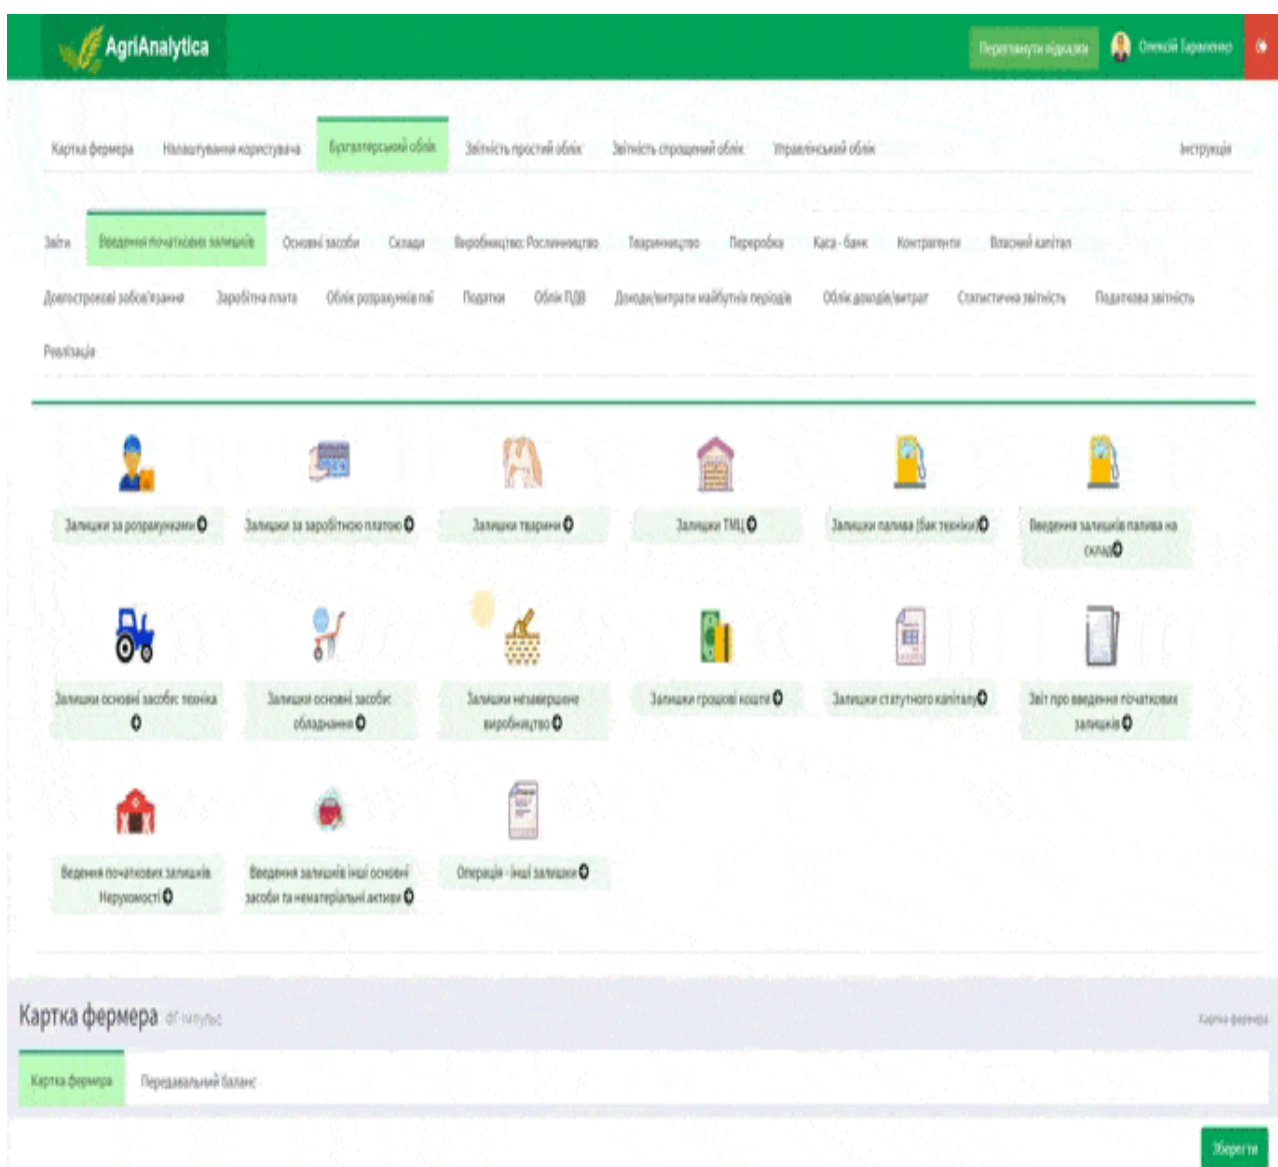 AgriAnalytica
Переглянути підказки Олексій Тараненко
Картка фермера Налаштування користувача Бухгалтерський облік Звітність простий облік Звітність спрощений облік Управлінський облік Інструкція
Звіти Введення початкових залишків Основні засоби Склади Виробництво: Рослинництво Тваринництво Переробка Каса - банк Контрагенти Власний капітал
Довгострокові зобов'язання Заробітна плата Облік розрахунків паї Податки Облік ПДВ Доходи/витрати майбутніх періодів Облік доходів/витрат Статистична звітність Податкова звітність
Реалізація
Залишки за розрахунками Залишки за заробітною платою Залишки тварини Залишки ТМЦ Залишки палива (бак техніки) Введення залишків палива на
склад
Залишки основні засоби: техніка Залишки основні засоби: Залишки незавершене Залишки грошові кошти Залишки статутного капіталу Звіт про введення початкових
обладнання виробництво залишків
Ведення початкових залишків Введення залишків інші основні Операція - інші залишки
Нерухомості засоби та нематеріальні активи
Картка фермера ФГ Імпульс Картка фермера
Картка фермера Передавальний баланс
Зберегти